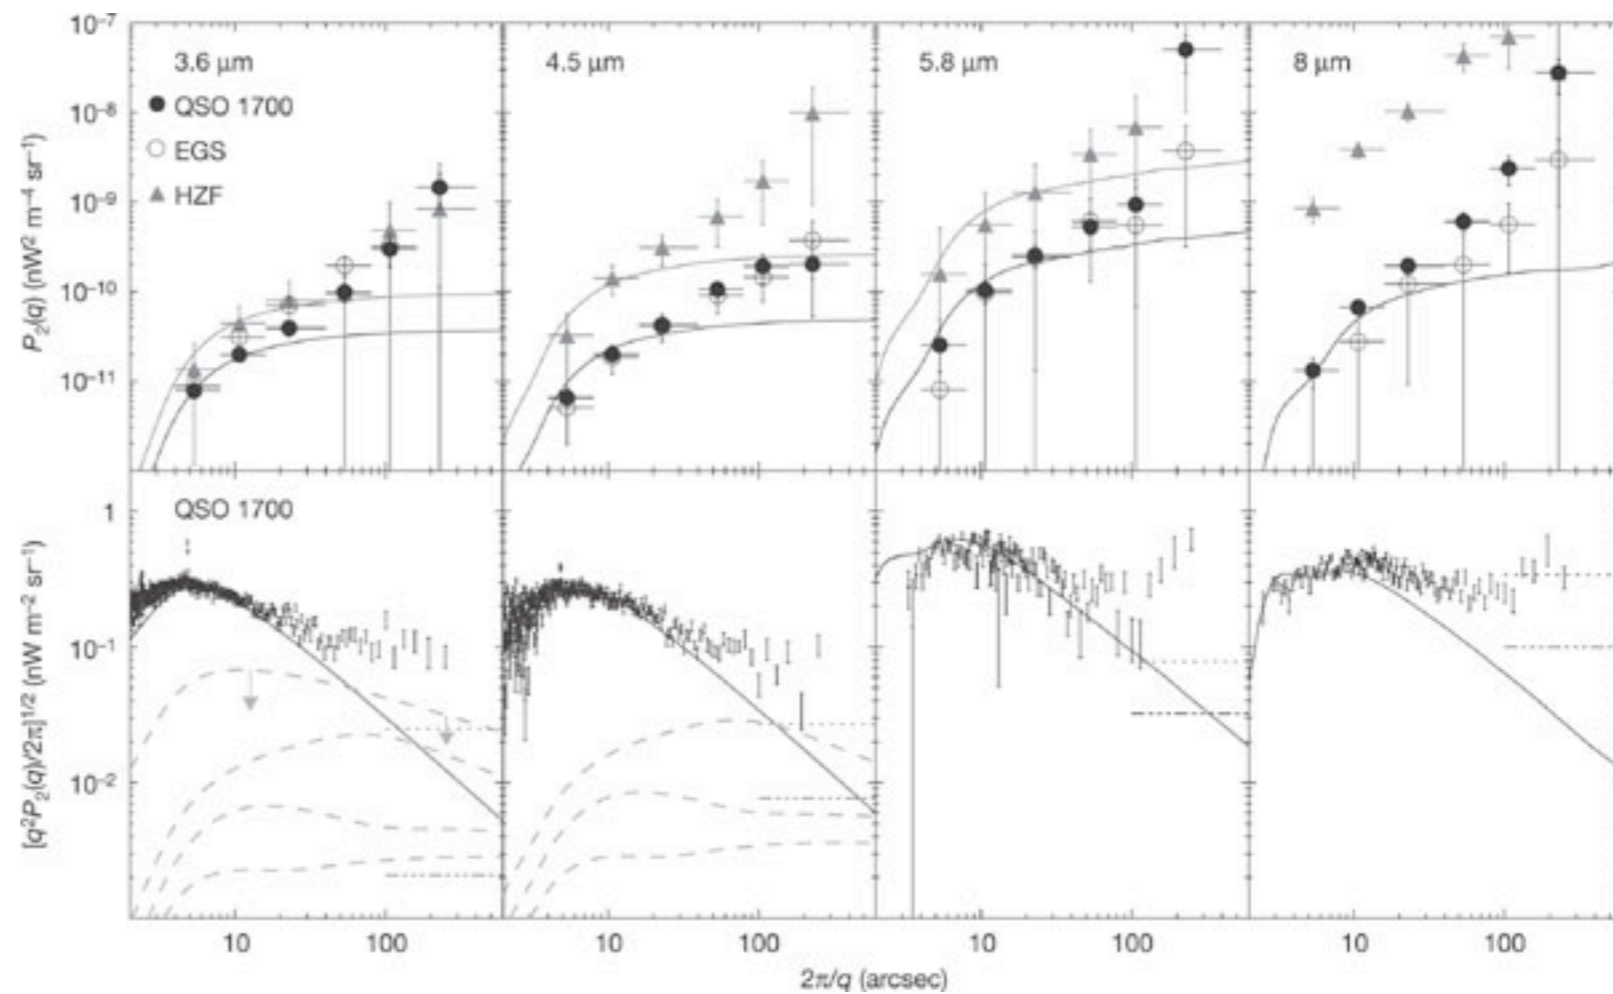 10⁻⁷
3.6 μm
4.5 μm
5.8 μm
8 μm
QSO 1700
EGS
HZF
10⁻⁸
10⁻⁹
10⁻¹⁰
10⁻¹¹
P₂(q) (nW² m⁻⁴ sr⁻¹)
QSO 1700
1
10⁻¹
10⁻²
[q²P₂(q)/2π]¹/² (nW m⁻² sr⁻¹)
10 100 10 100 10 100 10 100
2π/q (arcsec)